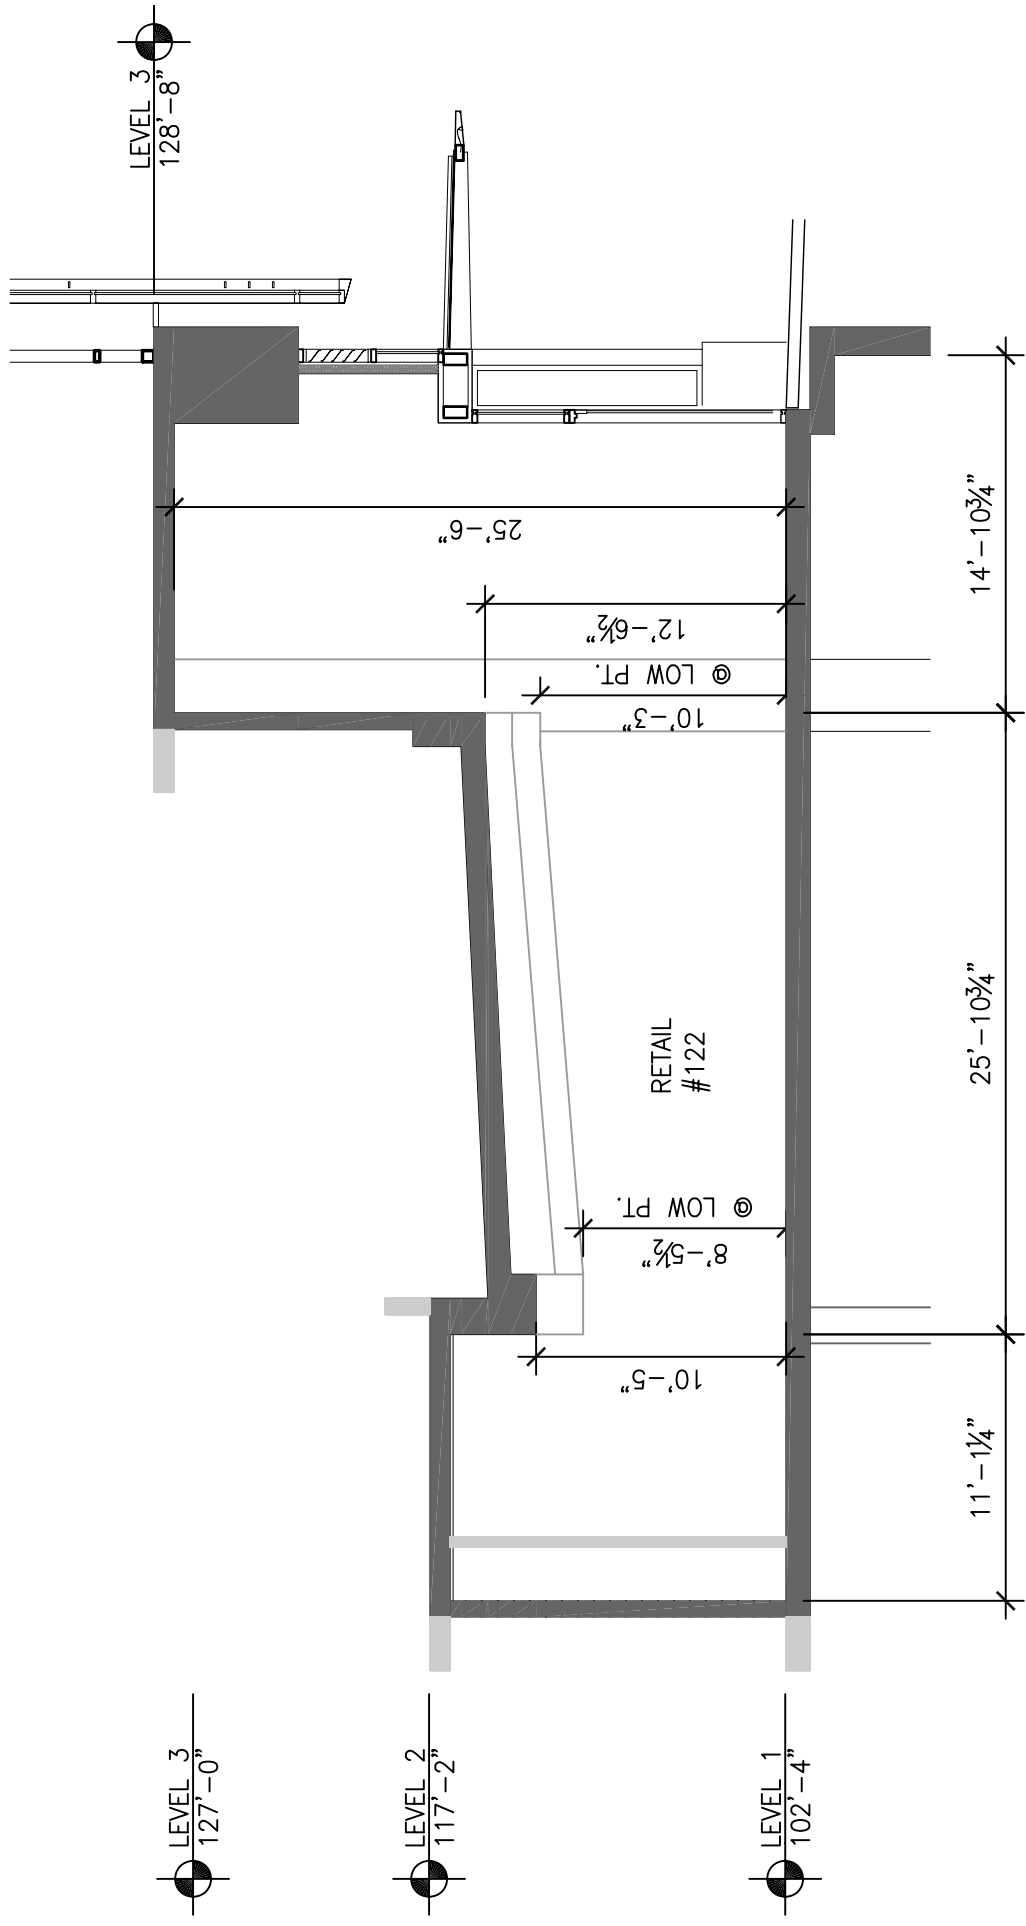 LEVEL 3
128'-8"
25'-6"
12'-6½"
@ LOW PT.
10'-3"
14'-10¾"
RETAIL
#122
25'-10¾"
@ LOW PT.
8'-5½"
10'-5"
11'-1¼"
LEVEL 3
127'-0"
LEVEL 2
117'-2"
LEVEL 1
102'-4"